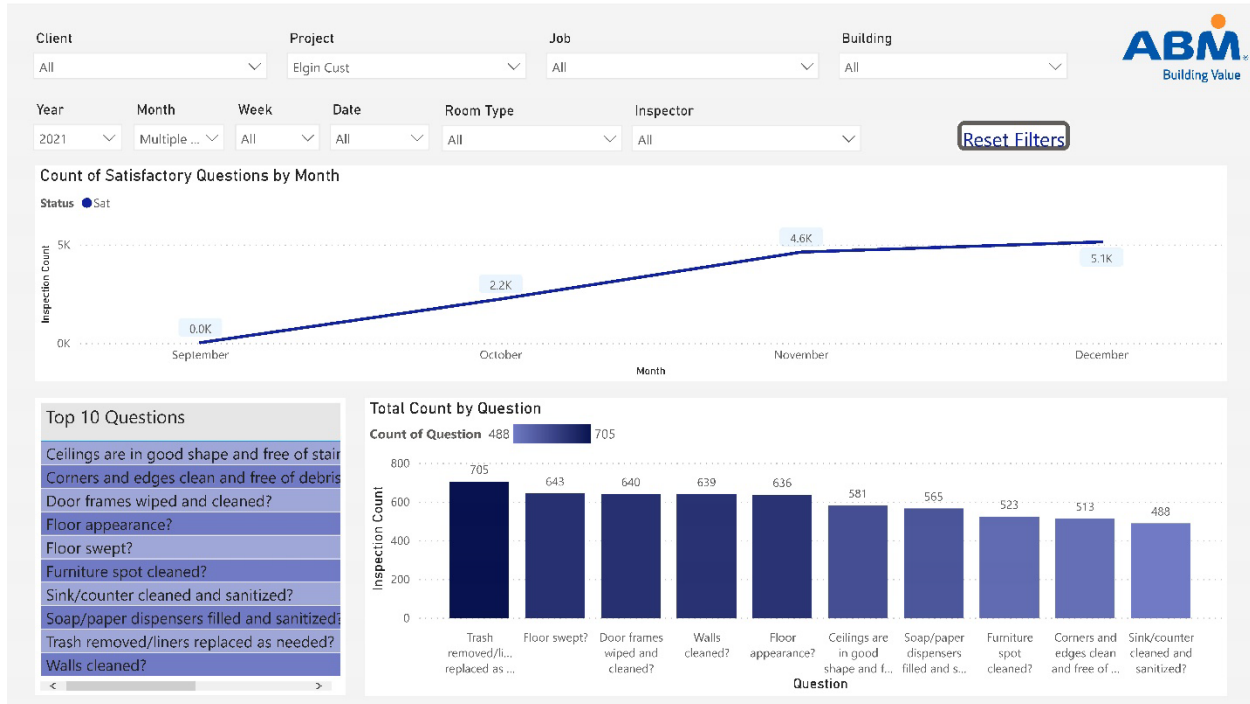 Client Project Job Building
All Elgin Cust All All
ABM
Building Value
Year Month Week Date Room Type Inspector
2021 Multiple ... All All All All
Reset Filters
Count of Satisfactory Questions by Month
Status Sat
Inspection Count
5K
0K
0.0K
2.2K
4.6K
5.1K
September October November December
Month
Top 10 Questions
Ceilings are in good shape and free of stair
Corners and edges clean and free of debris
Door frames wiped and cleaned?
Floor appearance?
Floor swept?
Furniture spot cleaned?
Sink/counter cleaned and sanitized?
Soap/paper dispensers filled and sanitized?
Trash removed/liners replaced as needed?
Walls cleaned?
Total Count by Question
Count of Question 488 705
Inspection Count
800
600
400
200
0
705 643 640 639 636 581 565 523 513 488
Trash removed/li... replaced as ...
Floor swept?
Door frames wiped and cleaned?
Walls cleaned?
Floor appearance?
Ceilings are in good shape and f...
Soap/paper dispensers filled and s...
Furniture spot cleaned?
Corners and edges clean and free of ...
Sink/counter cleaned and sanitized?
Question